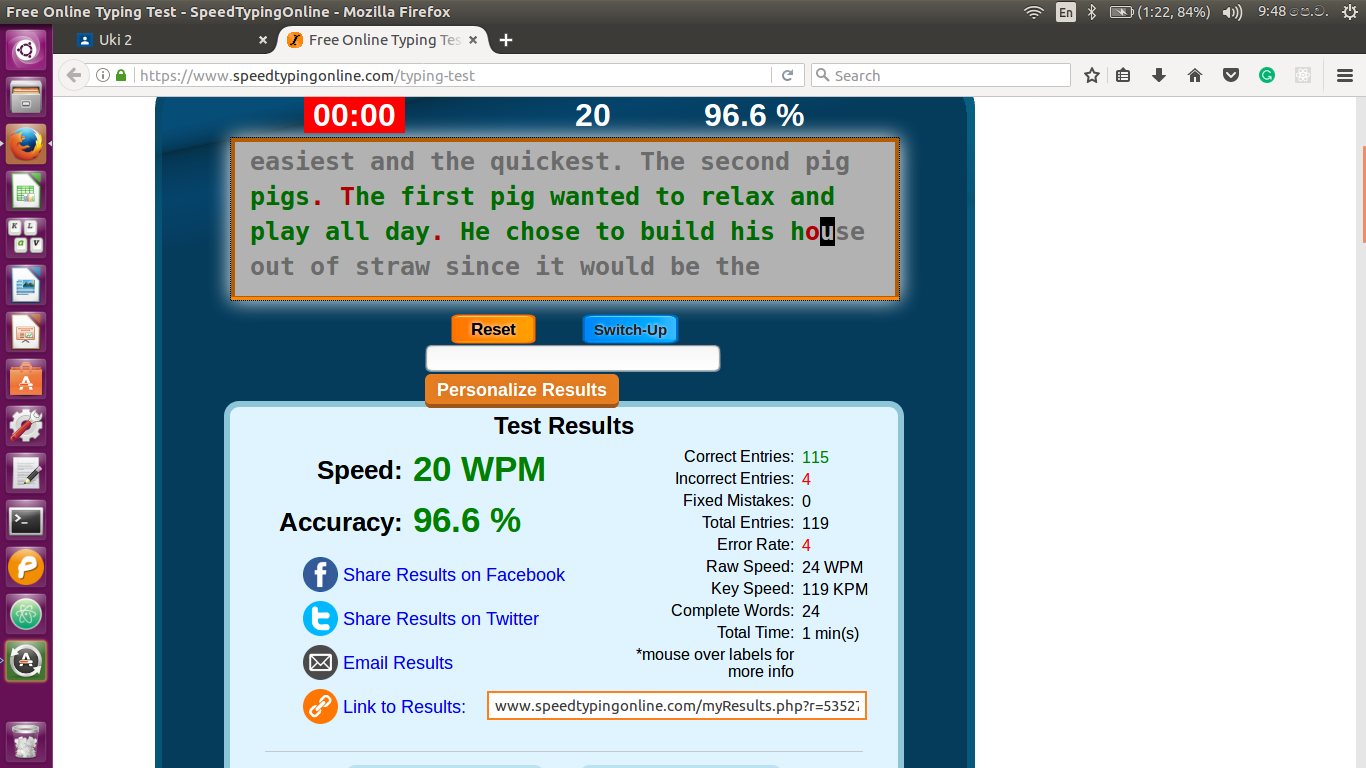 Free Online Typing Test - SpeedTypingOnline - Mozilla Firefox
En
(1:22, 84%)
9:48 පෙ.ව.
Uki 2
Free Online Typing Tes
https://www.speedtypingonline.com/typing-test
Search
00:00 20 96.6 %
easiest and the quickest. The second pig
pigs. The first pig wanted to relax and
play all day. He chose to build his house
out of straw since it would be the
Reset
Switch-Up
Personalize Results
Test Results
Speed: 20 WPM
Accuracy: 96.6 %
Share Results on Facebook
Share Results on Twitter
Email Results
Link to Results: www.speedtypingonline.com/myResults.php?r=53527
Correct Entries: 115
Incorrect Entries: 4
Fixed Mistakes: 0
Total Entries: 119
Error Rate: 4
Raw Speed: 24 WPM
Key Speed: 119 KPM
Complete Words: 24
Total Time: 1 min(s)
*mouse over labels for
more info